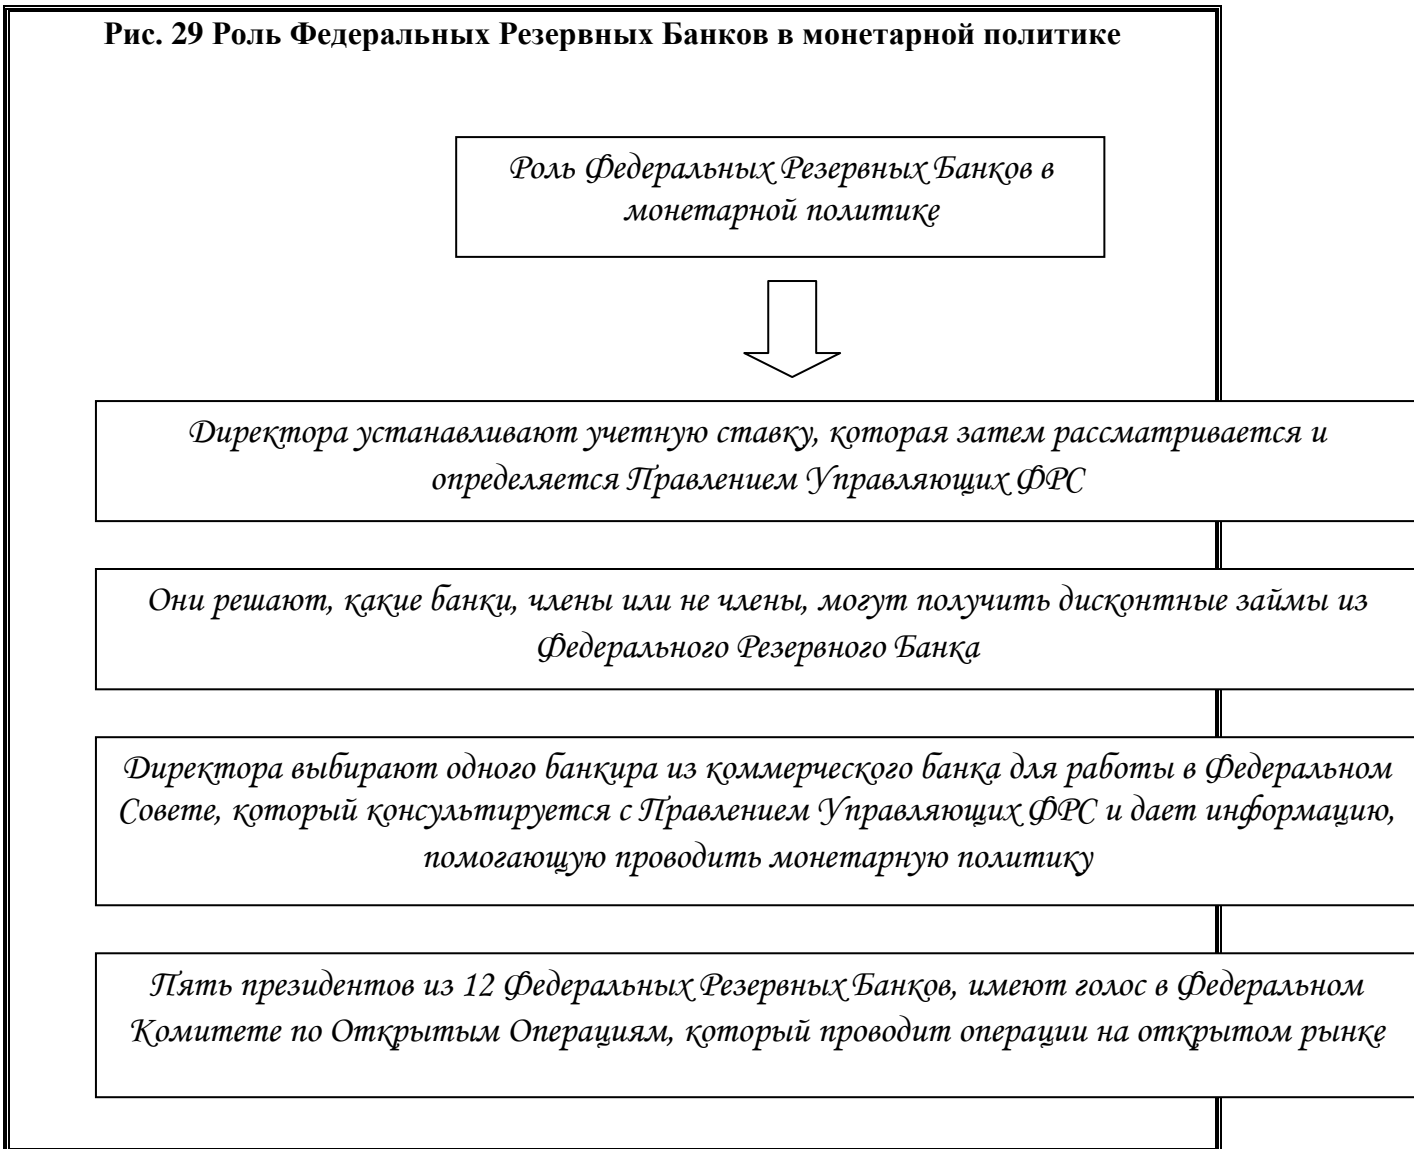 Рис. 29 Роль Федеральных Резервных Банков в монетарной политике
Роль Федеральных Резервных Банков в
монетарной политике
Директора устанавливают учетную ставку, которая затем рассматривается и
определяется Правлением Управляющих ФРС
Они решают, какие банки, члены или не члены, могут получить дисконтные займы из
Федерального Резервного Банка
Директора выбирают одного банкира из коммерческого банка для работы в Федеральном
Совете, который консультируется с Правлением Управляющих ФРС и дает информацию,
помогающую проводить монетарную политику
Пять президентов из 12 Федеральных Резервных Банков, имеют голос в Федеральном
Комитете по Открытым Операциям, который проводит операции на открытом рынке